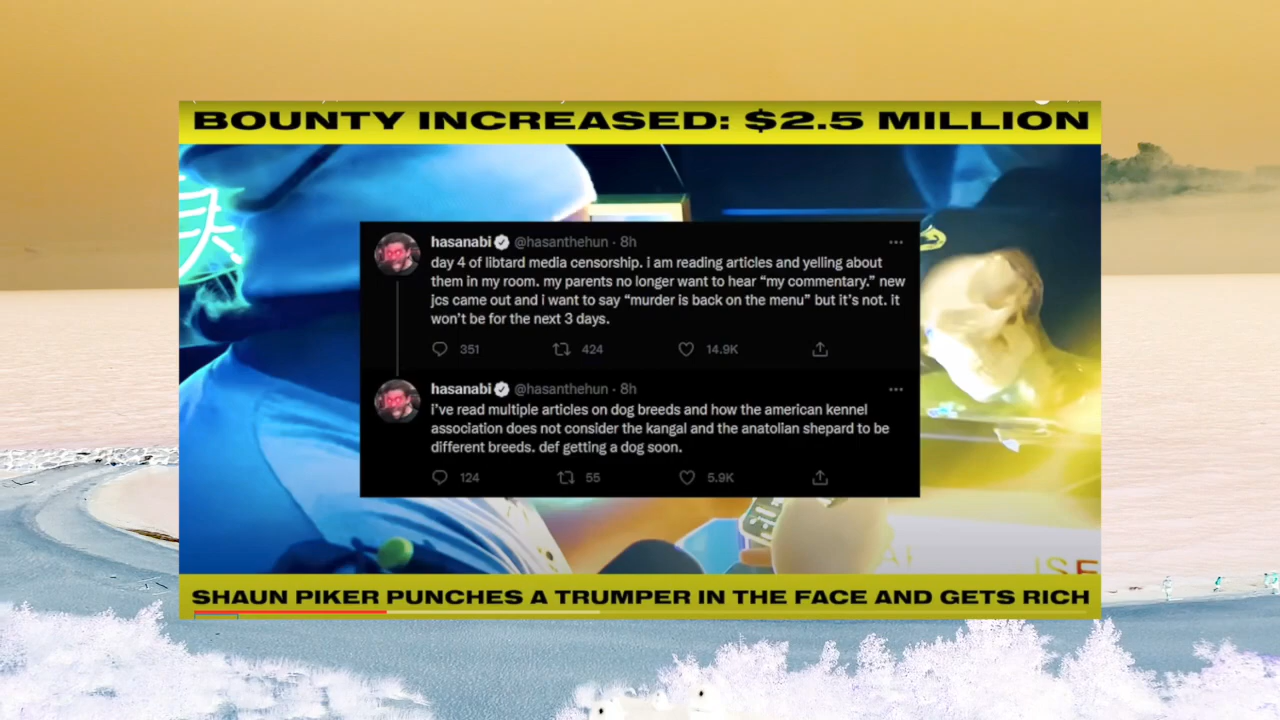 BOUNTY INCREASED: $2.5 MILLION
hasanabi @hasanthehun · 8h
day 4 of libtard media censorship. i am reading articles and yelling about
them in my room. my parents no longer want to hear “my commentary.” new
jcs came out and i want to say “murder is back on the menu” but it’s not. it
won’t be for the next 3 days.
351 424 14.9K
hasanabi @hasanthehun · 8h
i’ve read multiple articles on dog breeds and how the american kennel
association does not consider the kangal and the anatolian shepard to be
different breeds. def getting a dog soon.
124 55 5.9K
SHAUN PIKER PUNCHES A TRUMPER IN THE FACE AND GETS RICH